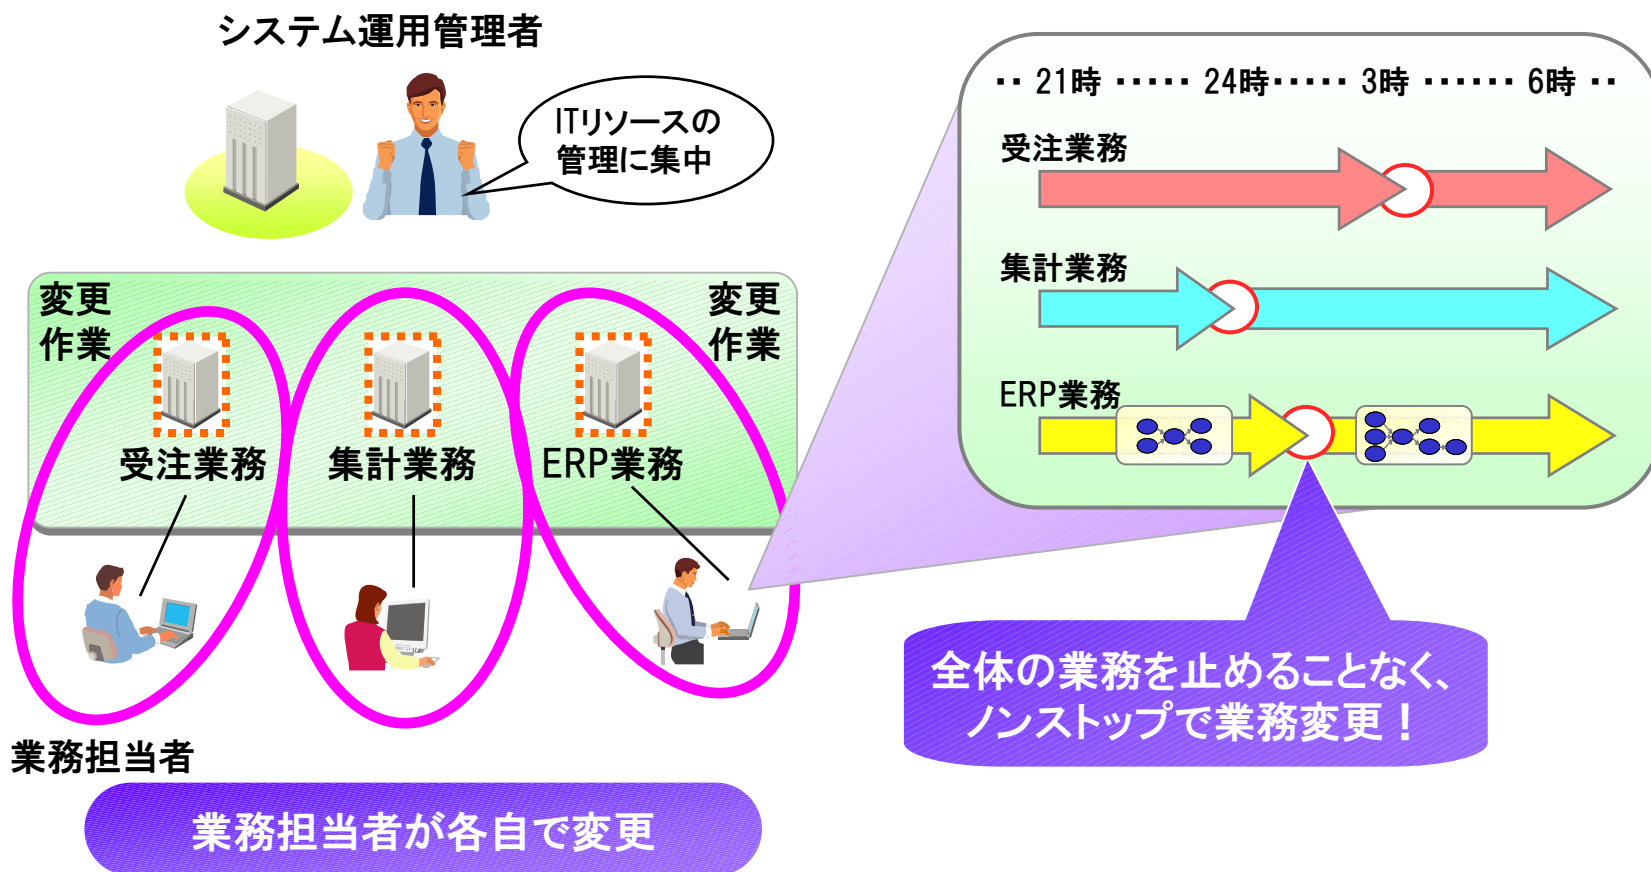 システム運用管理者
ITリソースの
管理に集中
変更
作業
変更
作業
受注業務
集計業務
ERP業務
業務担当者
業務担当者が各自で変更
‥ 21時 ‥‥‥ 24時‥‥‥ 3時 ‥‥‥ 6時 ‥
受注業務
集計業務
ERP業務
全体の業務を止めることなく、
ノンストップで業務変更！